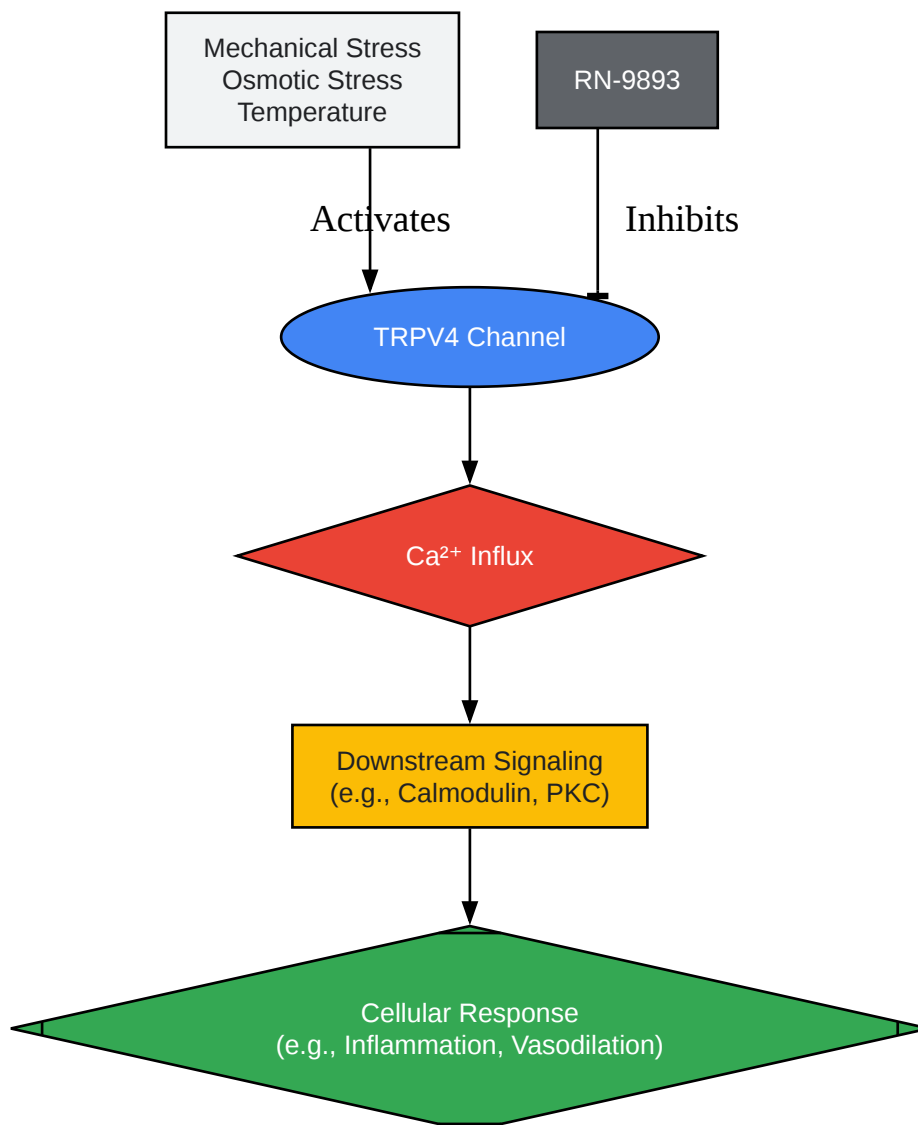 Mechanical Stress
Osmotic Stress
Temperature
RN-9893
Activates
Inhibits
TRPV4 Channel
Ca²⁺ Influx
Downstream Signaling
(e.g., Calmodulin, PKC)
Cellular Response
(e.g., Inflammation, Vasodilation)